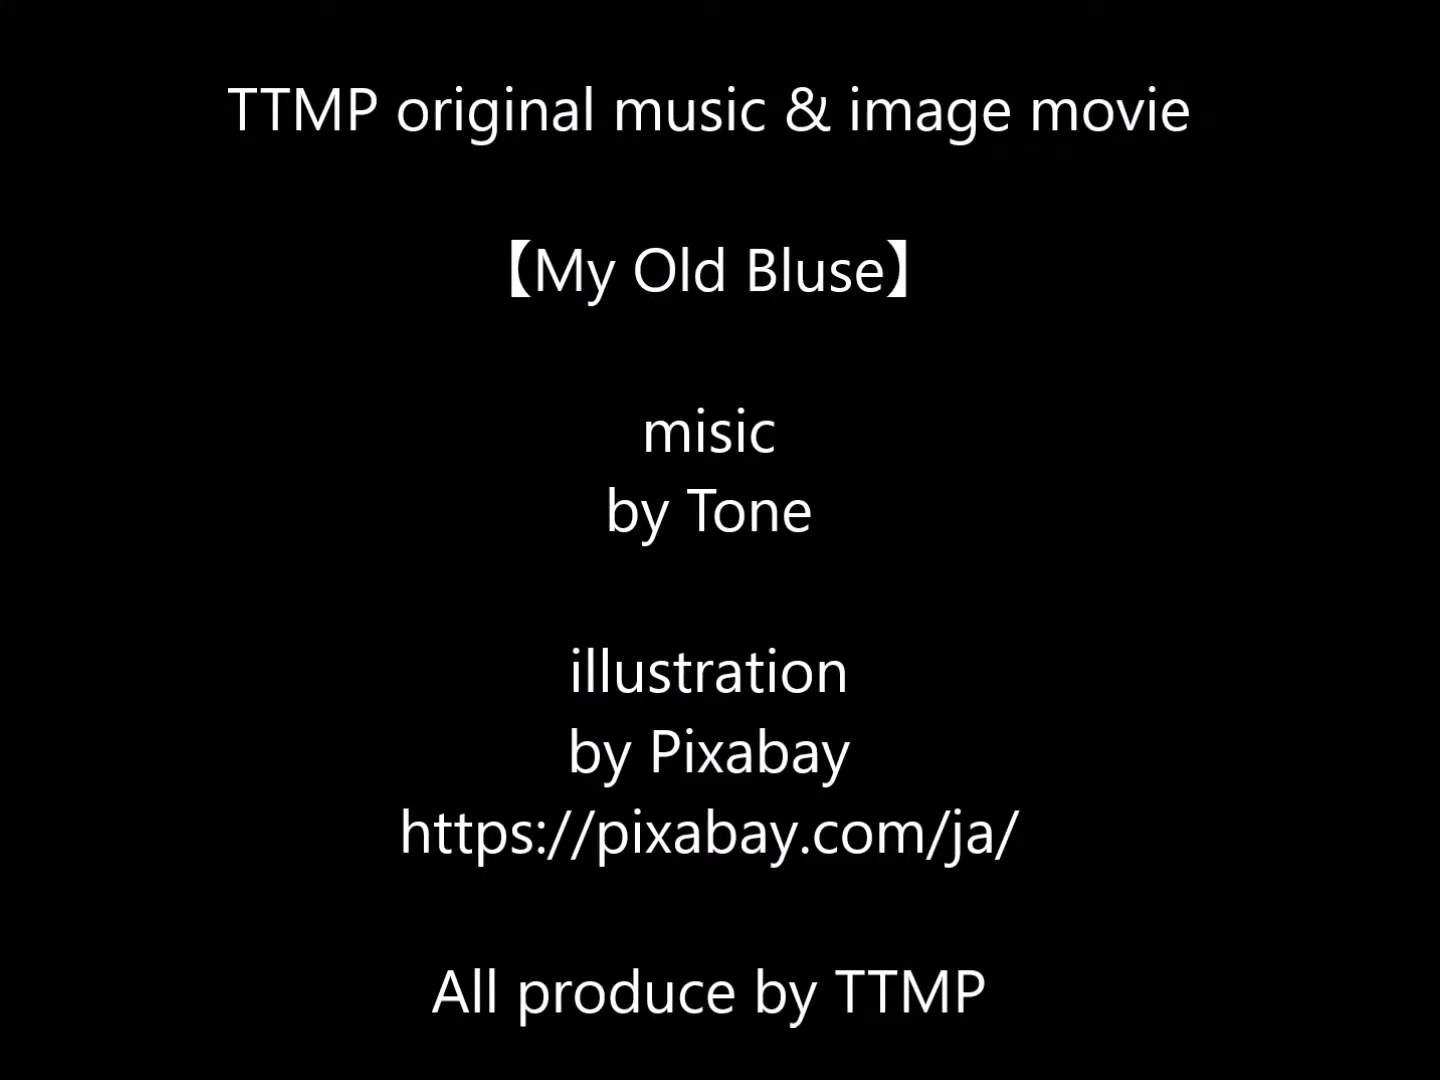 TTMP original music & image movie
【My Old Bluse】
misic
by Tone
illustration
by Pixabay
https://pixabay.com/ja/
All produce by TTMP